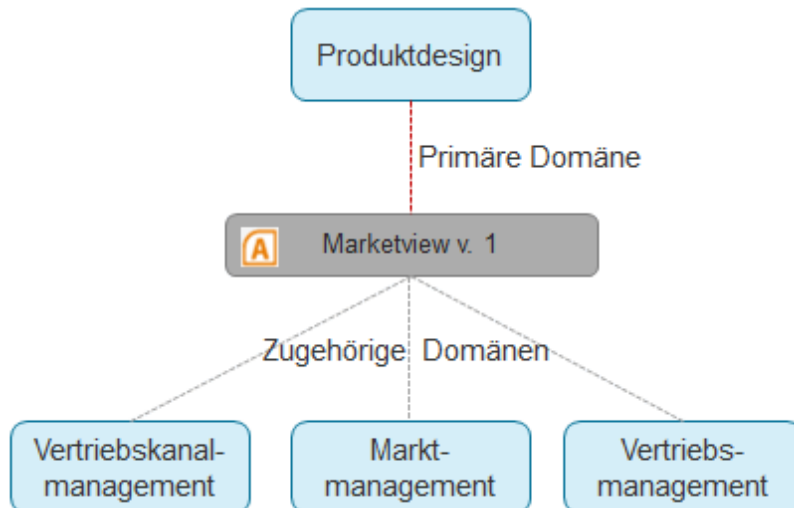 Produktdesign
Primäre Domäne
A
Marketview v. 1
Zugehörige Domänen
Vertriebskanal-
management
Markt-
management
Vertriebs-
management